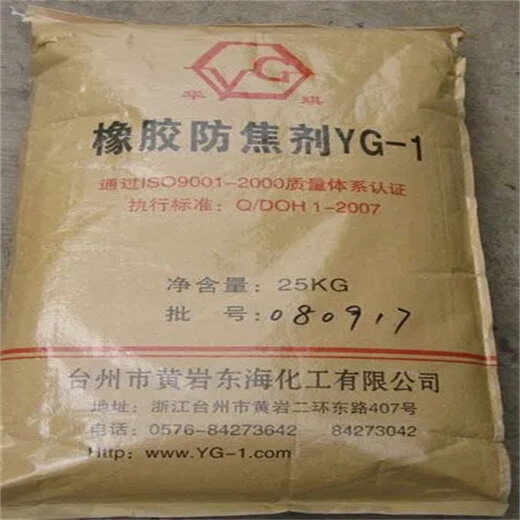 YG
华 琪
橡胶防焦剂YG-1
通过ISO9001-2000质量体系认证
执行标准：Q/DOH 1-2007
净含量：25KG
批 号：080917
台州市黄岩东海化工有限公司
地址：浙江台州市黄岩二环东路407号
电话：0576-84273642 84273042
Http：www.YG-1.com